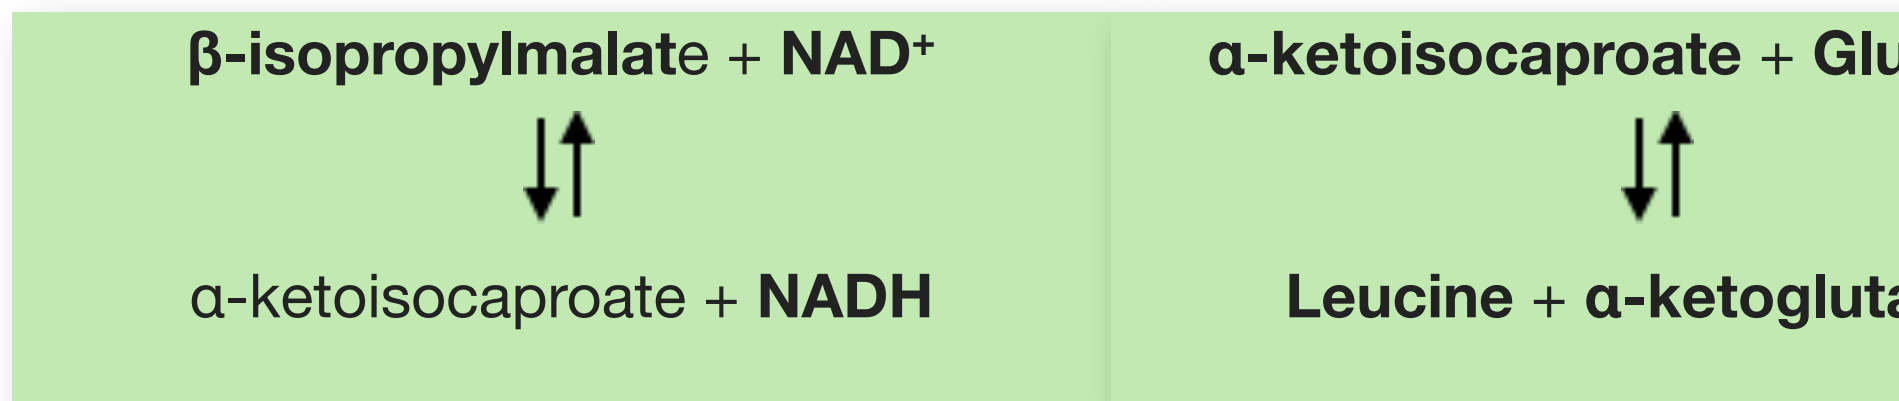 β-isopropylmalate + NAD⁺
α-ketoisocaproate + NADH
α-ketoisocaproate + Glu
Leucine + α-ketogluta